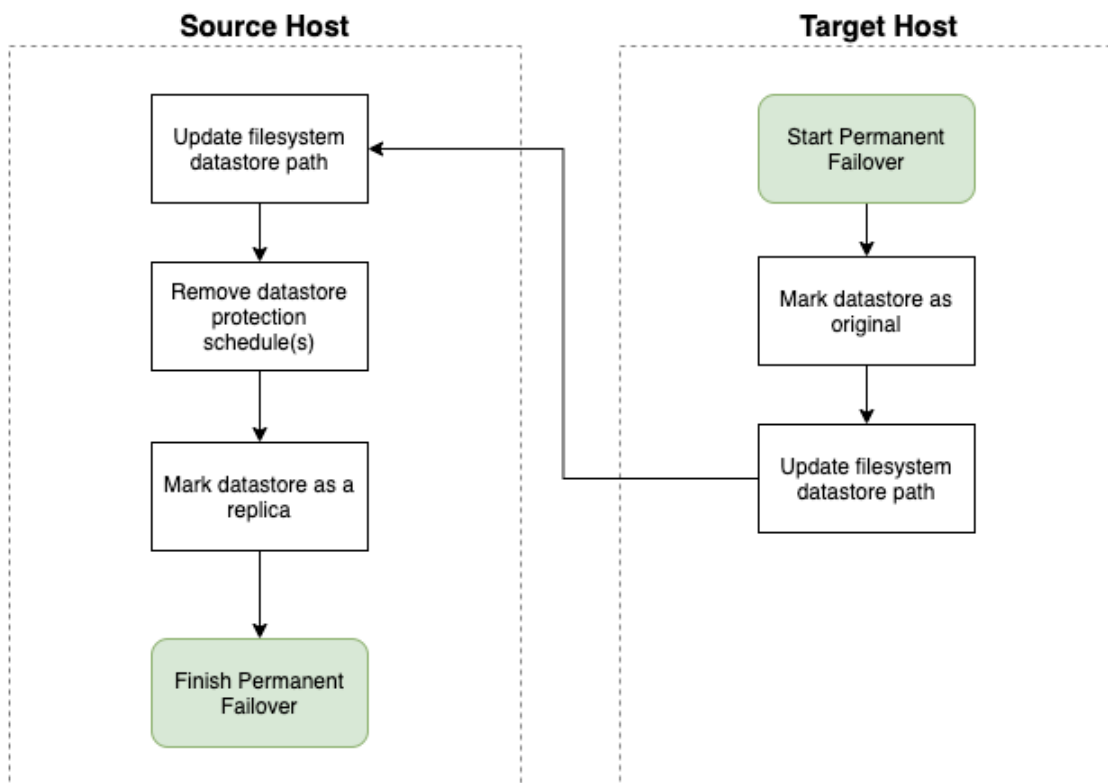 Source Host
Update filesystem
datastore path
Remove datastore
protection
schedule(s)
Mark datastore as a
replica
Finish Permanent
Failover
Target Host
Start Permanent
Failover
Mark datastore as
original
Update filesystem
datastore path